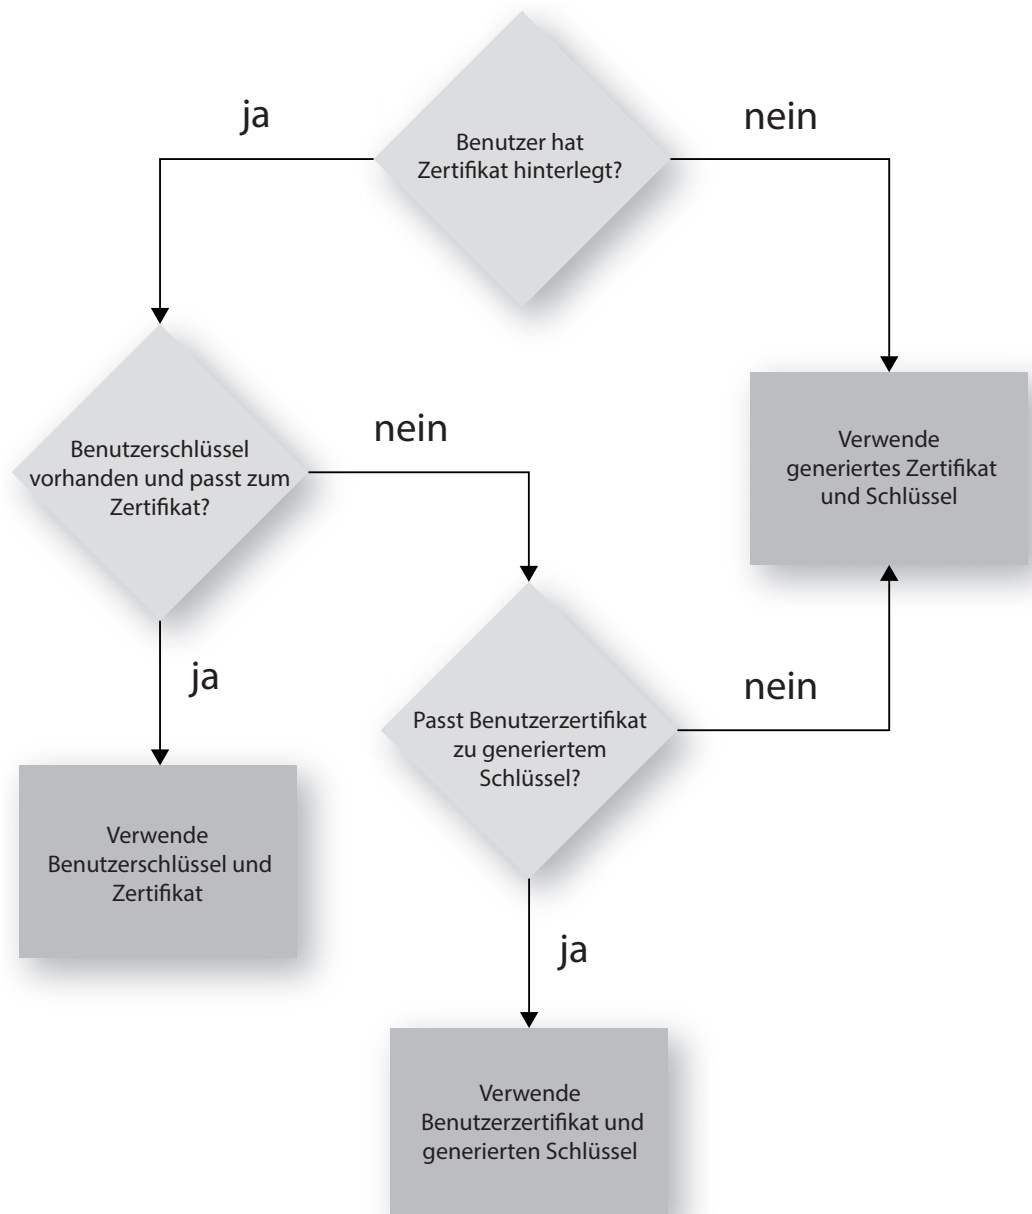 ja
nein
Benutzer hat
Zertifikat hinterlegt?
nein
Benutzerschlüssel
vorhanden und passt zum
Zertifikat?
Verwende
generiertes Zertifikat
und Schlüssel
ja
nein
Passt Benutzerzertifikat
zu generiertem
Schlüssel?
Verwende
Benutzerschlüssel und
Zertifikat
ja
Verwende
Benutzerzertifikat und
generierten Schlüssel